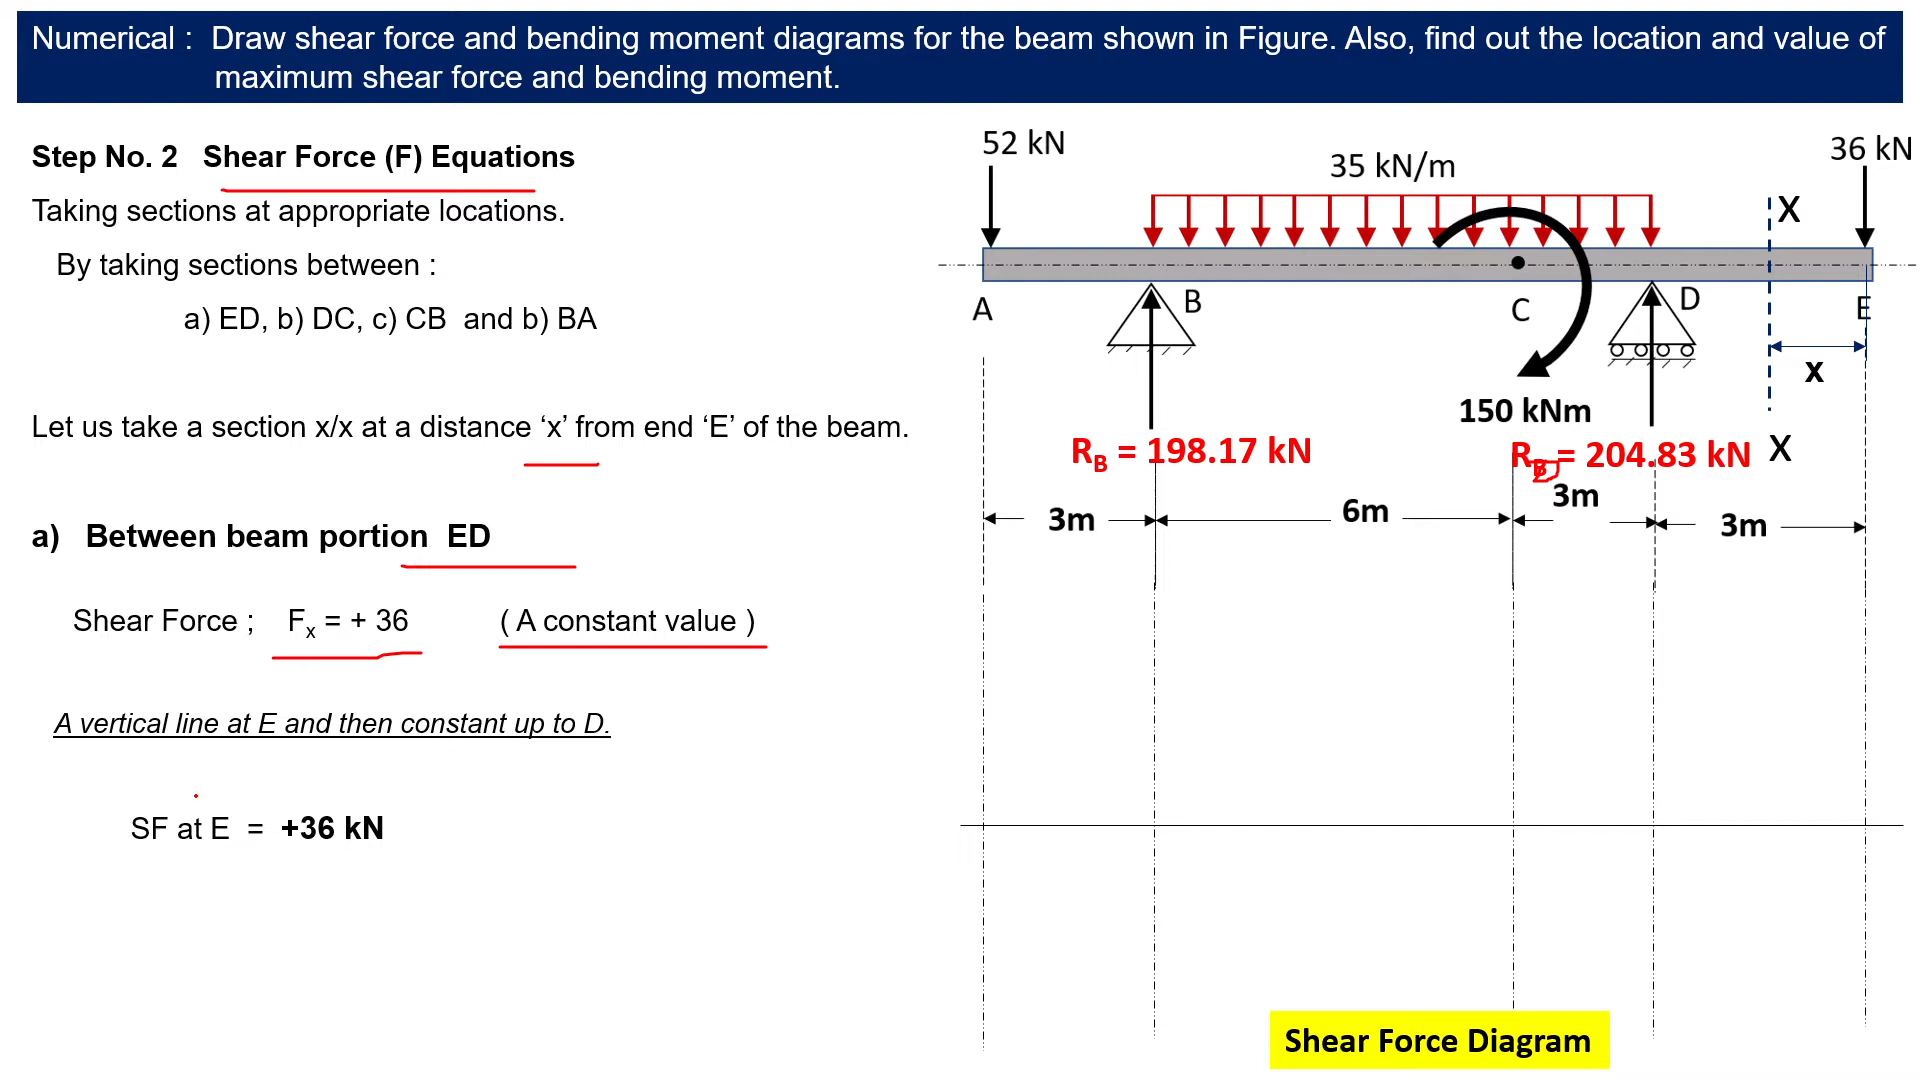 Numerical : Draw shear force and bending moment diagrams for the beam shown in Figure. Also, find out the location and value of
maximum shear force and bending moment.
Step No. 2 Shear Force (F) Equations
Taking sections at appropriate locations.
By taking sections between :
a) ED, b) DC, c) CB and b) BA
Let us take a section x/x at a distance ‘x’ from end ‘E’ of the beam.
a) Between beam portion ED
Shear Force ; Fx = + 36 ( A constant value )
A vertical line at E and then constant up to D.
SF at E = +36 kN
52 kN
35 kN/m
36 kN
X
A
B
C
D
E
x
150 kNm
RB = 198.17 kN
RD = 204.83 kN
X
3m
6m
3m
3m
Shear Force Diagram